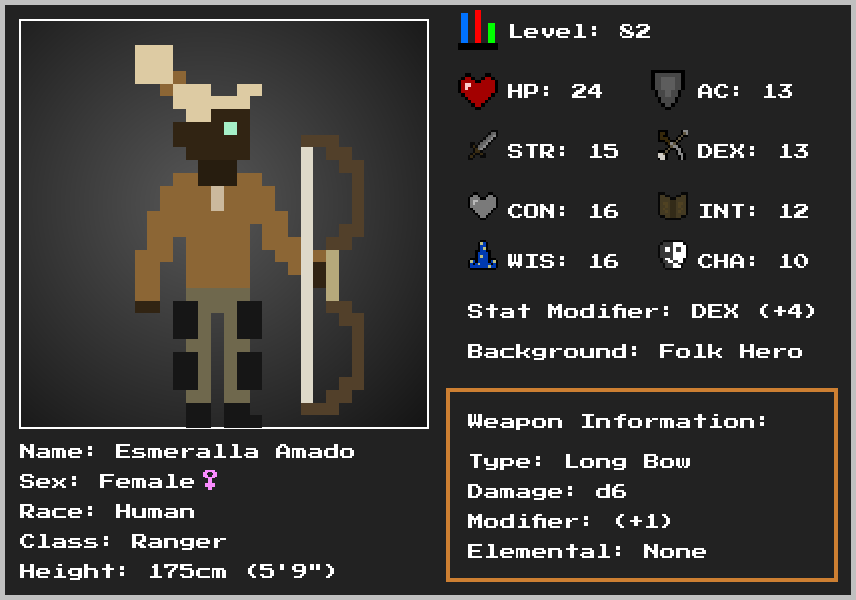 Level: 82
HP: 24
AC: 13
STR: 15
DEX: 13
CON: 16
INT: 12
WIS: 16
CHA: 10
Stat Modifier: DEX (+4)
Background: Folk Hero
Weapon Information:
Type: Long Bow
Damage: d6
Modifier: (+1)
Elemental: None
Name: Esmeralla Amado
Sex: Female♀
Race: Human
Class: Ranger
Height: 175cm (5'9")